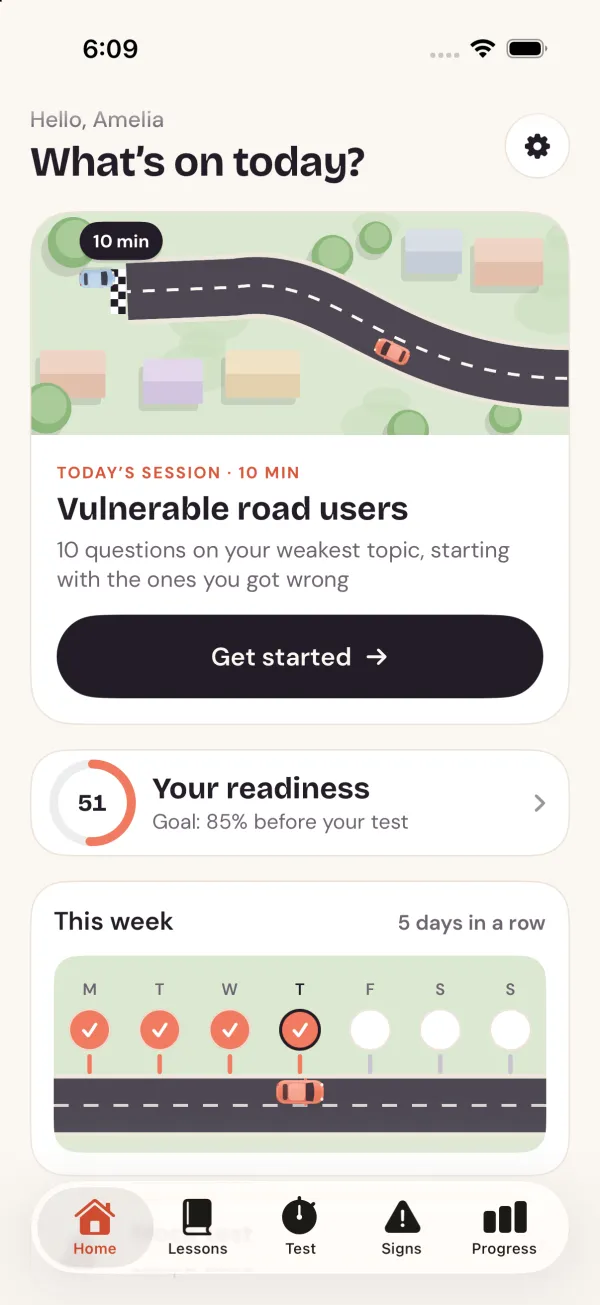 6:09
Hello, Amelia
What's on today?
10 min
TODAY'S SESSION · 10 MIN
Vulnerable road users
10 questions on your weakest topic, starting
with the ones you got wrong
Get started →
51
Your readiness
Goal: 85% before your test
This week
5 days in a row
M T W T F S S
Home Lessons Test Signs Progress